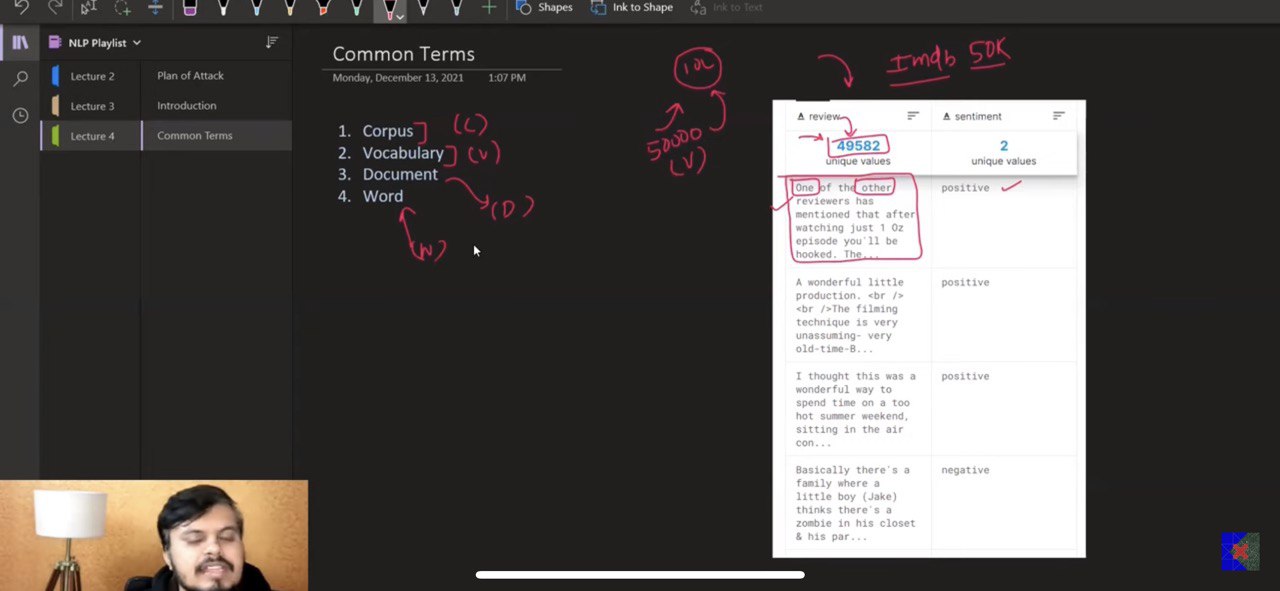 Shapes
Ink to Shape
Ink to Text
NLP Playlist
Lecture 2
Plan of Attack
Lecture 3
Introduction
Lecture 4
Common Terms
Common Terms
Monday, December 13, 2021
1:07 PM
1. Corpus (C)
2. Vocabulary (V)
3. Document (D)
4. Word (W)
50000
(V)
Imdb 50K
review
sentiment
49582
unique values
2
unique values
One of the other
reviewers has
mentioned that after
watching just 1 Oz
episode you'll be
hooked. The...
positive
A wonderful little
production. <br />
<br />The filming
technique is very
unassuming- very
old-time-B...
positive
I thought this was a
wonderful way to
spend time on a too
hot summer weekend,
sitting in the air
con...
positive
Basically there's a
family where a
little boy (Jake)
thinks there's a
zombie in his closet
& his par...
negative